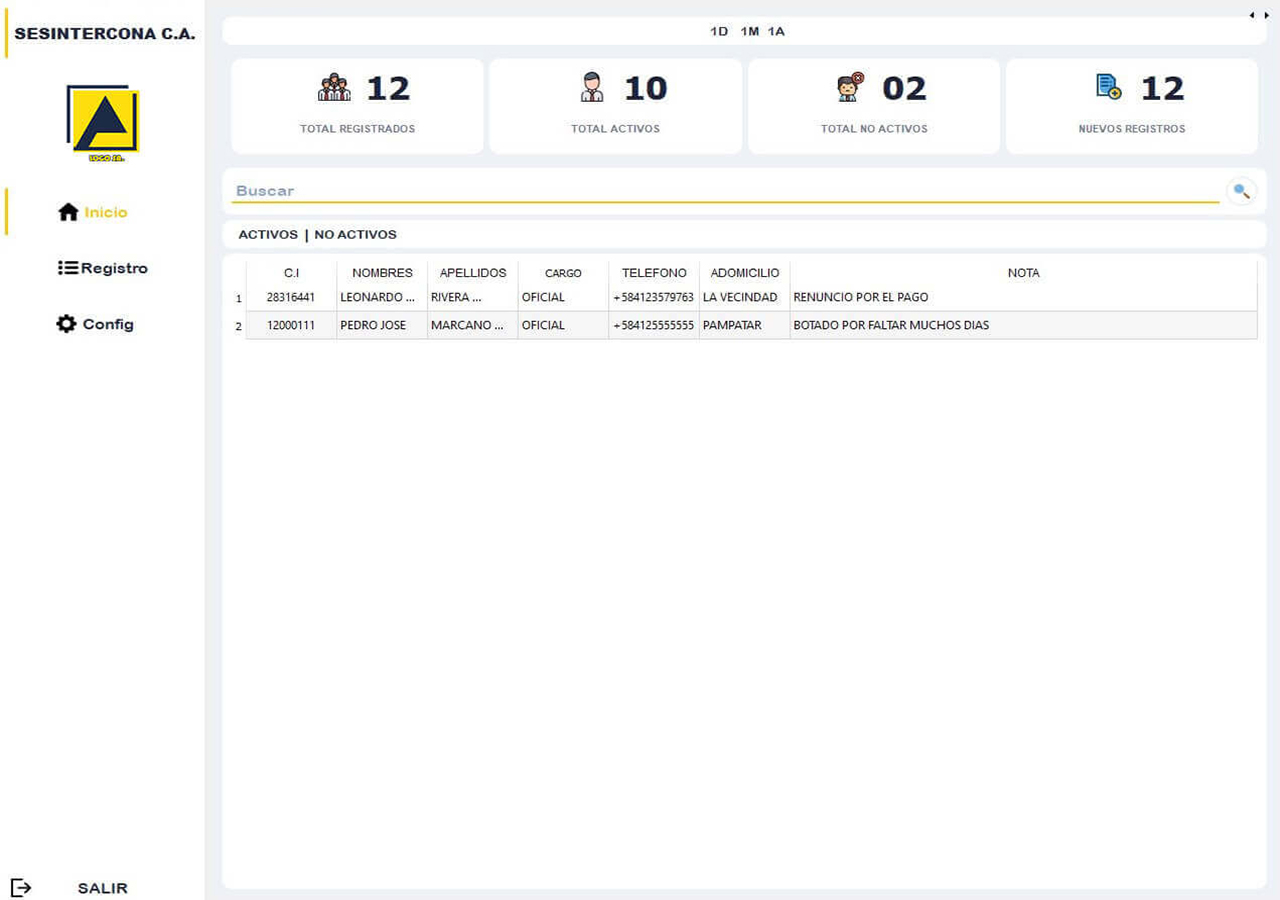 SESINTERCONA C.A.
LOGO EA.
Inicio
Registro
Config
SALIR
1D 1M 1A
12
TOTAL REGISTRADOS
10
TOTAL ACTIVOS
02
TOTAL NO ACTIVOS
12
NUEVOS REGISTROS
Buscar
ACTIVOS | NO ACTIVOS
C.I NOMBRES APELLIDOS CARGO TELEFONO ADOMICILIO NOTA
1 28316441 LEONARDO ... RIVERA ... OFICIAL +584123579763 LA VECINDAD RENUNCIO POR EL PAGO
2 12000111 PEDRO JOSE MARCANO ... OFICIAL +584125555555 PAMPATAR BOTADO POR FALTAR MUCHOS DIAS